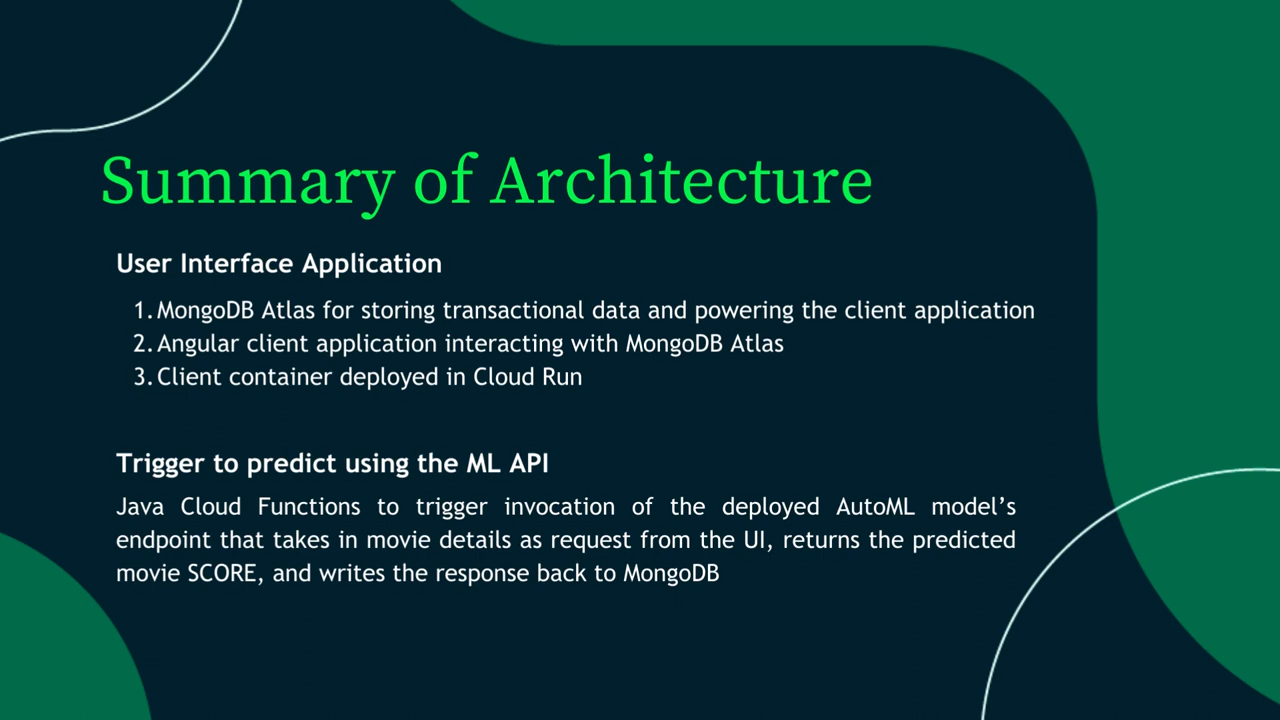 Summary of Architecture
User Interface Application
1. MongoDB Atlas for storing transactional data and powering the client application
2. Angular client application interacting with MongoDB Atlas
3. Client container deployed in Cloud Run
Trigger to predict using the ML API
Java Cloud Functions to trigger invocation of the deployed AutoML model’s
endpoint that takes in movie details as request from the UI, returns the predicted
movie SCORE, and writes the response back to MongoDB